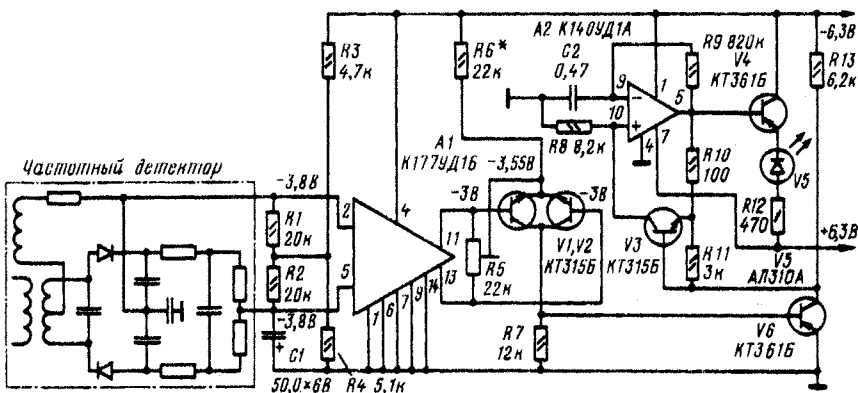 R3
4,7к
R6*
22к
A2 К140УД1А
C2
0,47
R9 820к
V4
КТ361Б
-6,3В
R13
6,2к
9
10
1
5
4
7
-
+
R8 8,2к
A1
К177УД1Б
-3,55В
R10
100
V5
Частотный детектор
-3,8В
-3В
-3В
R1
20к
2
4
11
13
R12
470
+6,3В
R2
20к
5
R5
22к
V1,V2
КТ315Б
V3
КТ315Б
R11
3к
V5
АЛ310А
-3,8В
1
6
7
9
14
C1
+
R7
12к
V6
КТ361Б
50,0×6В
R4 5,1к